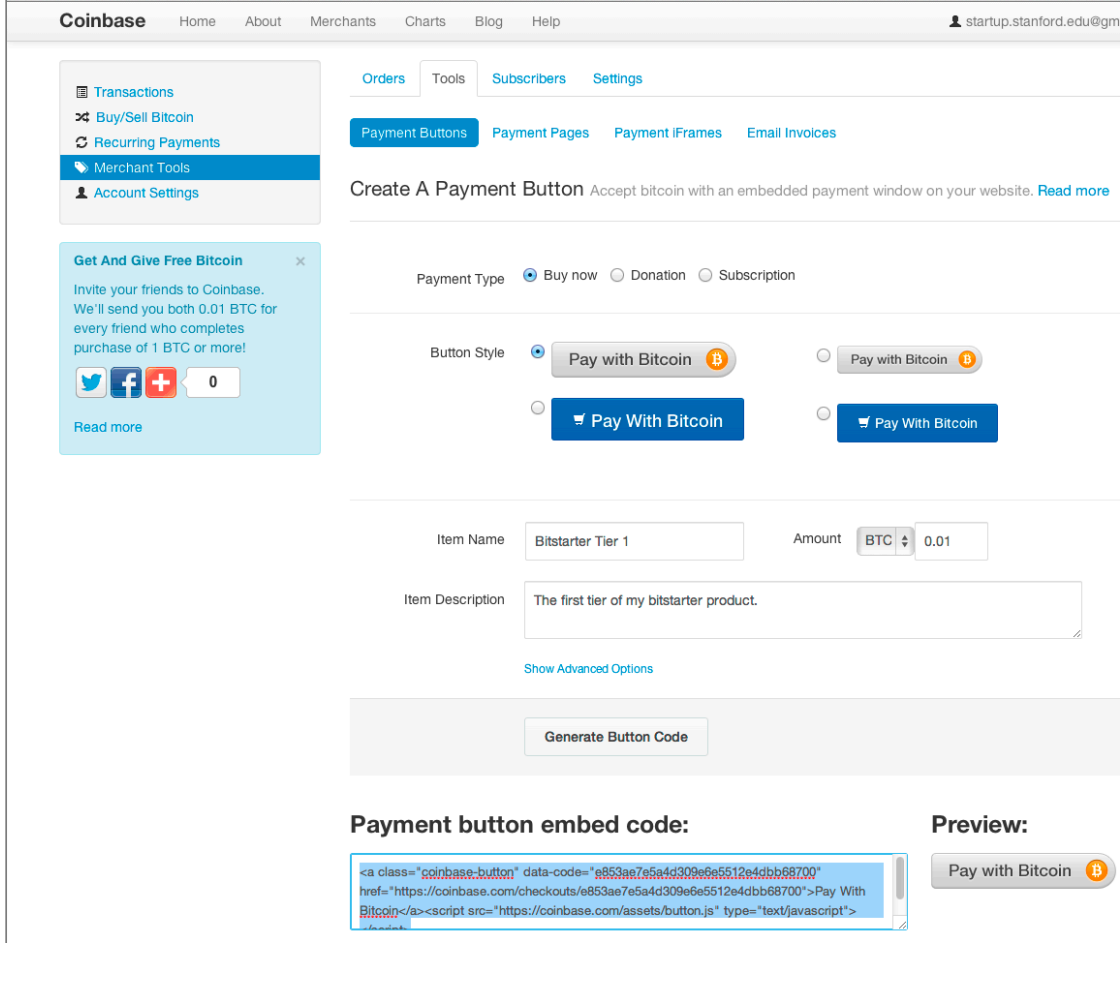 Coinbase Home About Merchants Charts Blog Help startup.stanford.edu@gm
Transactions
Buy/Sell Bitcoin
Recurring Payments
Merchant Tools
Account Settings
Get And Give Free Bitcoin ×
Invite your friends to Coinbase.
We'll send you both 0.01 BTC for
every friend who completes
purchase of 1 BTC or more!
0
Read more
Orders Tools Subscribers Settings
Payment Buttons Payment Pages Payment iFrames Email Invoices
Create A Payment Button Accept bitcoin with an embedded payment window on your website. Read more
Payment Type Buy now Donation Subscription
Button Style Pay with Bitcoin Pay with Bitcoin
Pay With Bitcoin Pay With Bitcoin
Item Name Bitstarter Tier 1 Amount BTC 0.01
Item Description The first tier of my bitstarter product.
Show Advanced Options
Generate Button Code
Payment button embed code: Preview:
<a class="coinbase-button" data-code="e853ae7e5a4d309e6e5512e4dbb68700"
href="https://coinbase.com/checkouts/e853ae7e5a4d309e6e5512e4dbb68700">Pay With
Bitcoin</a><script src="https://coinbase.com/assets/button.js" type="text/javascript">
</script>
Pay with Bitcoin